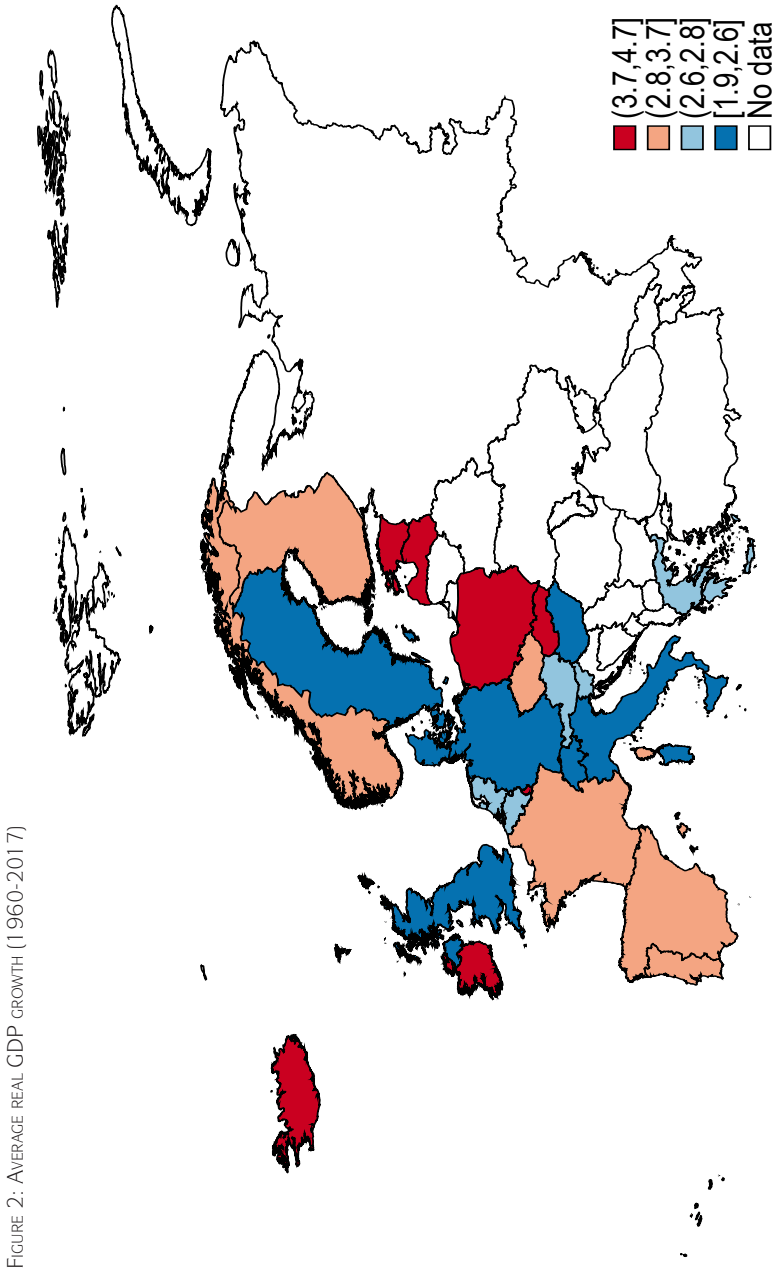 FIGURE 2: AVERAGE REAL GDP GROWTH (1960-2017)
(3.7,4.7]
(2.8,3.7]
(2.6,2.8]
[1.9,2.6]
No data